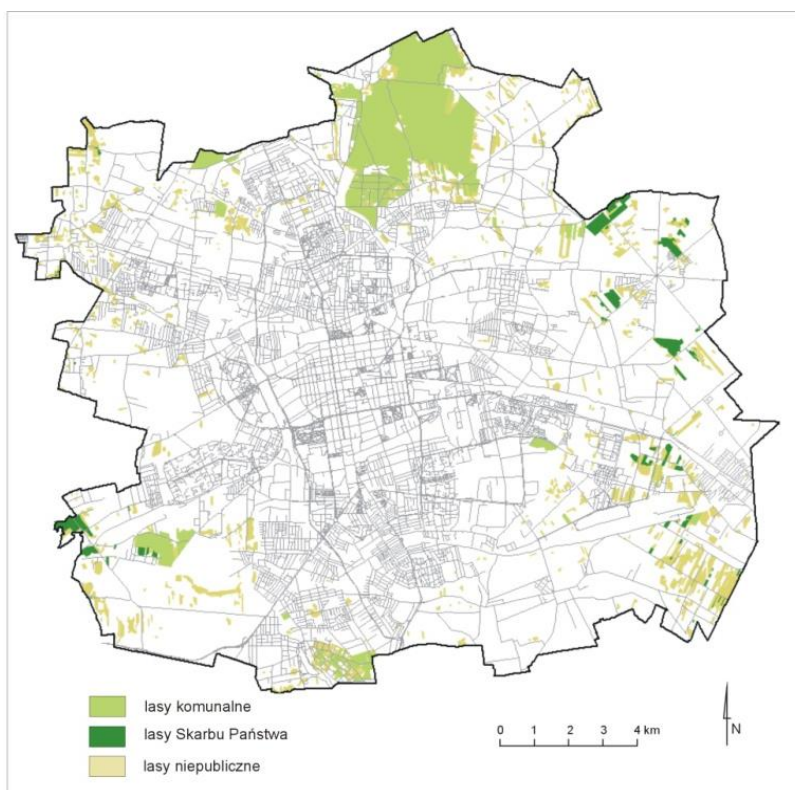 lasy komunalne
lasy Skarbu Państwa
lasy niepubliczne
0 1 2 3 4 km
N